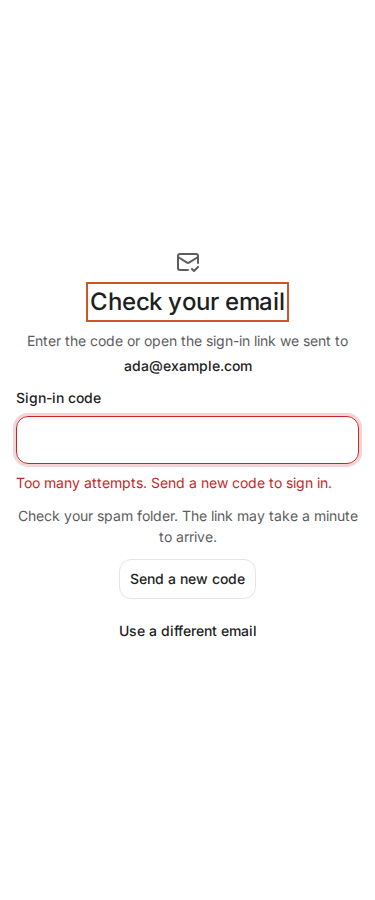 Check your email
Enter the code or open the sign-in link we sent to
ada@example.com
Sign-in code
Too many attempts. Send a new code to sign in.
Check your spam folder. The link may take a minute
to arrive.
Send a new code
Use a different email